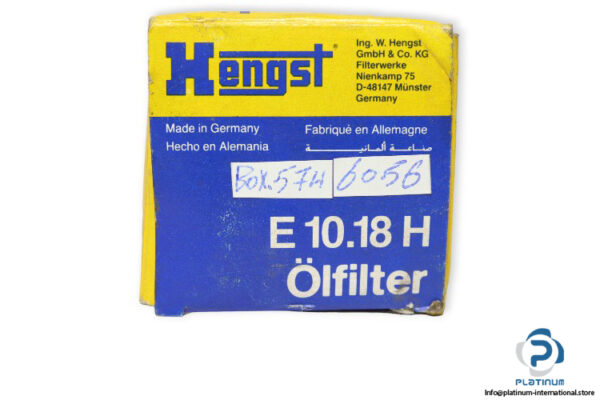 Hengst®
Ing. W. Hengst
GmbH & Co. KG
Filterwerke
Nienkamp 75
D-48147 Münster
Germany
Made in Germany
Fabriqué en Allemagne
Hecho en Alemania
صناعة ألمانية
BOX.57H
6056
E 10.18 H
Ölfilter
PLATINUM
Info@platinum-international.store